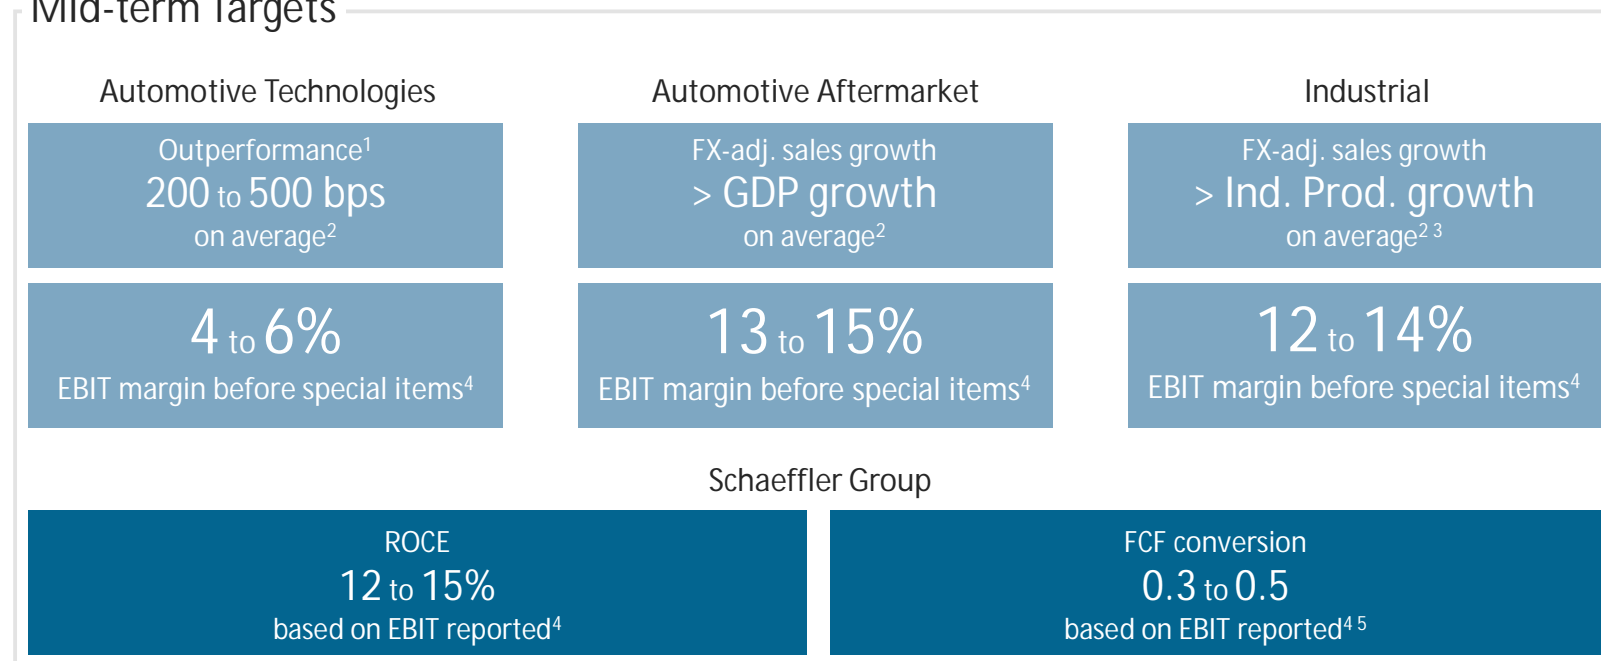 Mid-term Targets
Automotive Technologies
Automotive Aftermarket
Industrial
Outperformance¹
200 to 500 bps
on average²
FX-adj. sales growth
> GDP growth
on average²
FX-adj. sales growth
> Ind. Prod. growth
on average² ³
4 to 6%
EBIT margin before special items⁴
13 to 15%
EBIT margin before special items⁴
12 to 14%
EBIT margin before special items⁴
Schaeffler Group
ROCE
12 to 15%
based on EBIT reported⁴
FCF conversion
0.3 to 0.5
based on EBIT reported⁴ ⁵